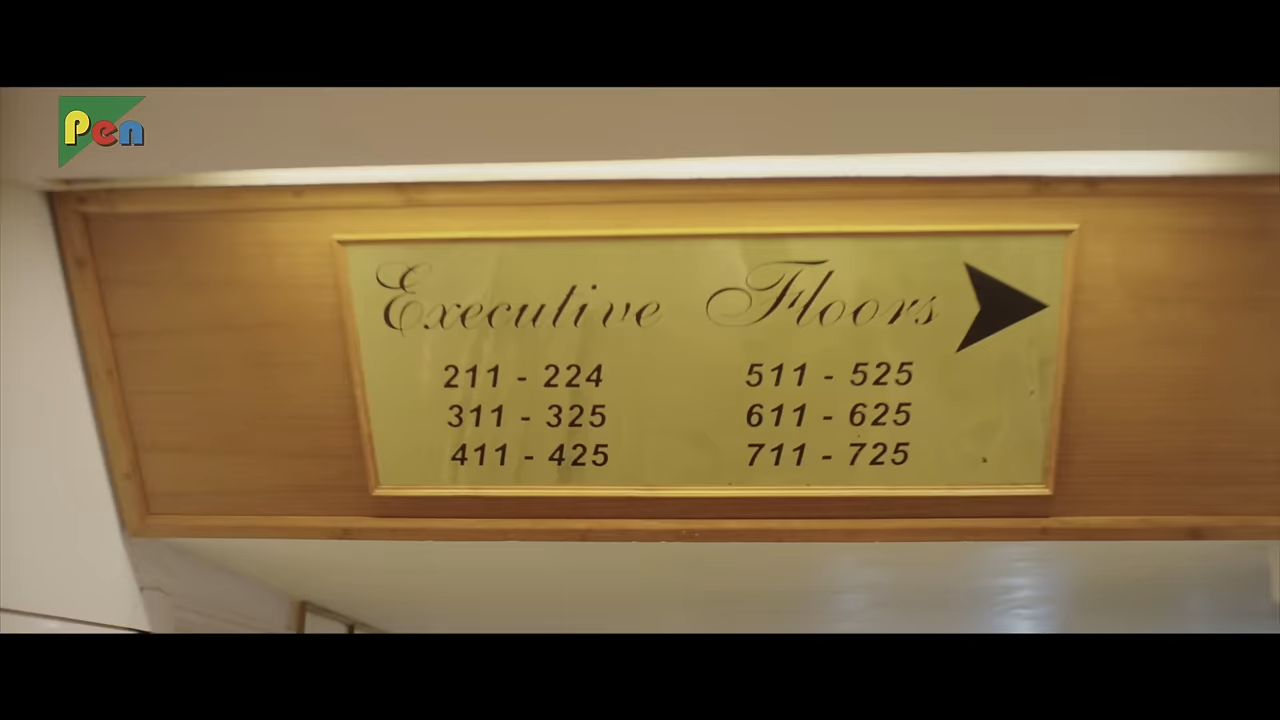 Pen
Executive Floors
211 - 224 511 - 525
311 - 325 611 - 625
411 - 425 711 - 725